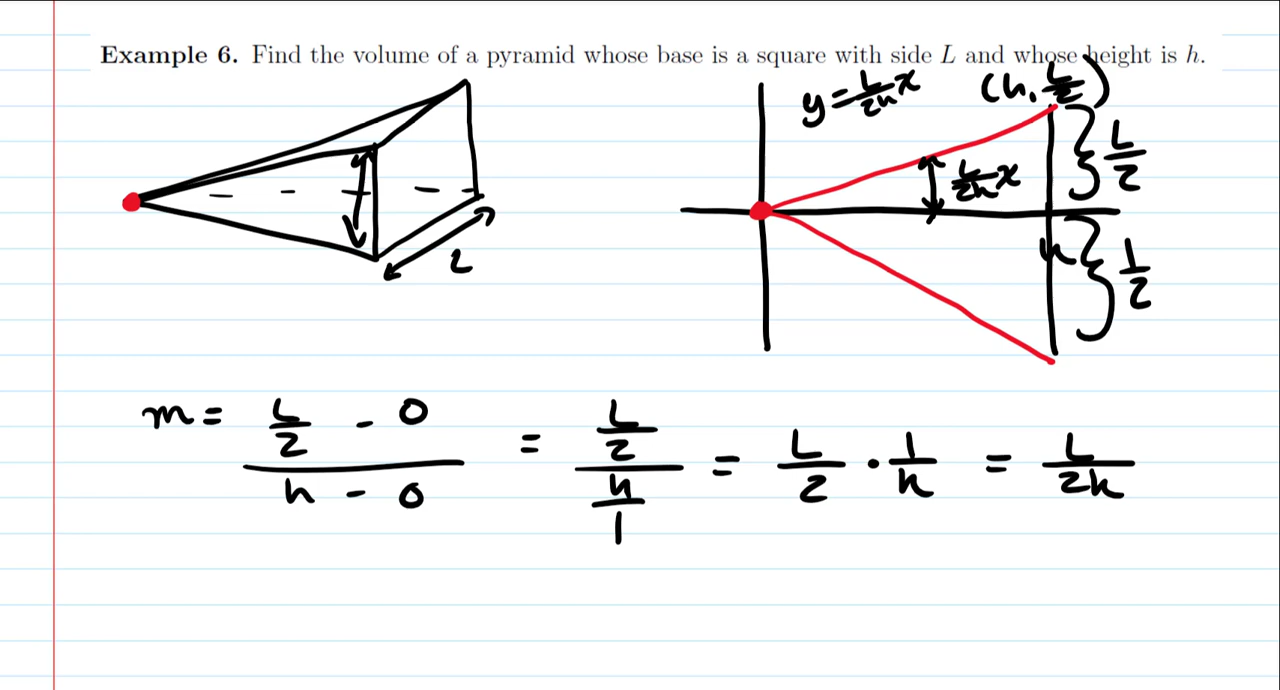 Example 6. Find the volume of a pyramid whose base is a square with side L and whose height is h.
y = L/2h x
(h, L/2)
L/2h x
L/2
h
L/2
L
m = (L/2 - 0)/(h - 0) = (L/2)/(h/1) = L/2 · 1/h = L/2h